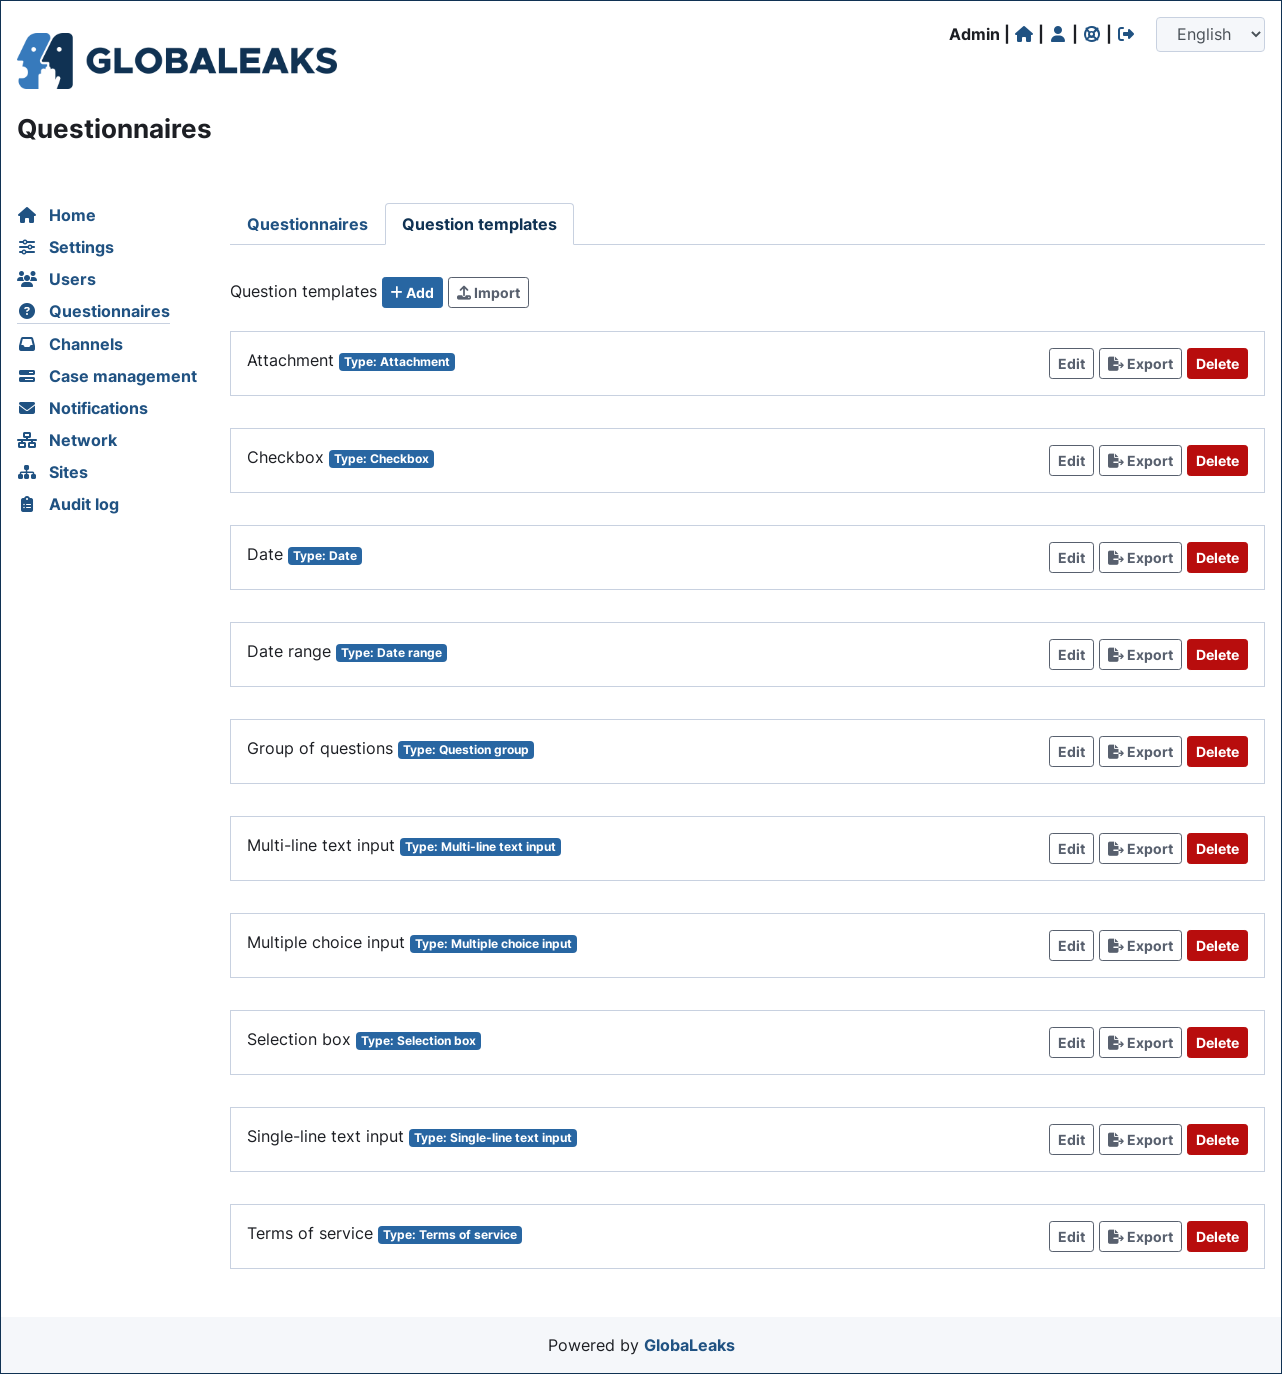 GLOBALEAKS
Admin | | | |
English
Questionnaires
Home
Settings
Users
Questionnaires
Channels
Case management
Notifications
Network
Sites
Audit log
Questionnaires
Question templates
Question templates Add Import
Attachment Type: Attachment Edit Export Delete
Checkbox Type: Checkbox Edit Export Delete
Date Type: Date Edit Export Delete
Date range Type: Date range Edit Export Delete
Group of questions Type: Question group Edit Export Delete
Multi-line text input Type: Multi-line text input Edit Export Delete
Multiple choice input Type: Multiple choice input Edit Export Delete
Selection box Type: Selection box Edit Export Delete
Single-line text input Type: Single-line text input Edit Export Delete
Terms of service Type: Terms of service Edit Export Delete
Powered by GlobaLeaks